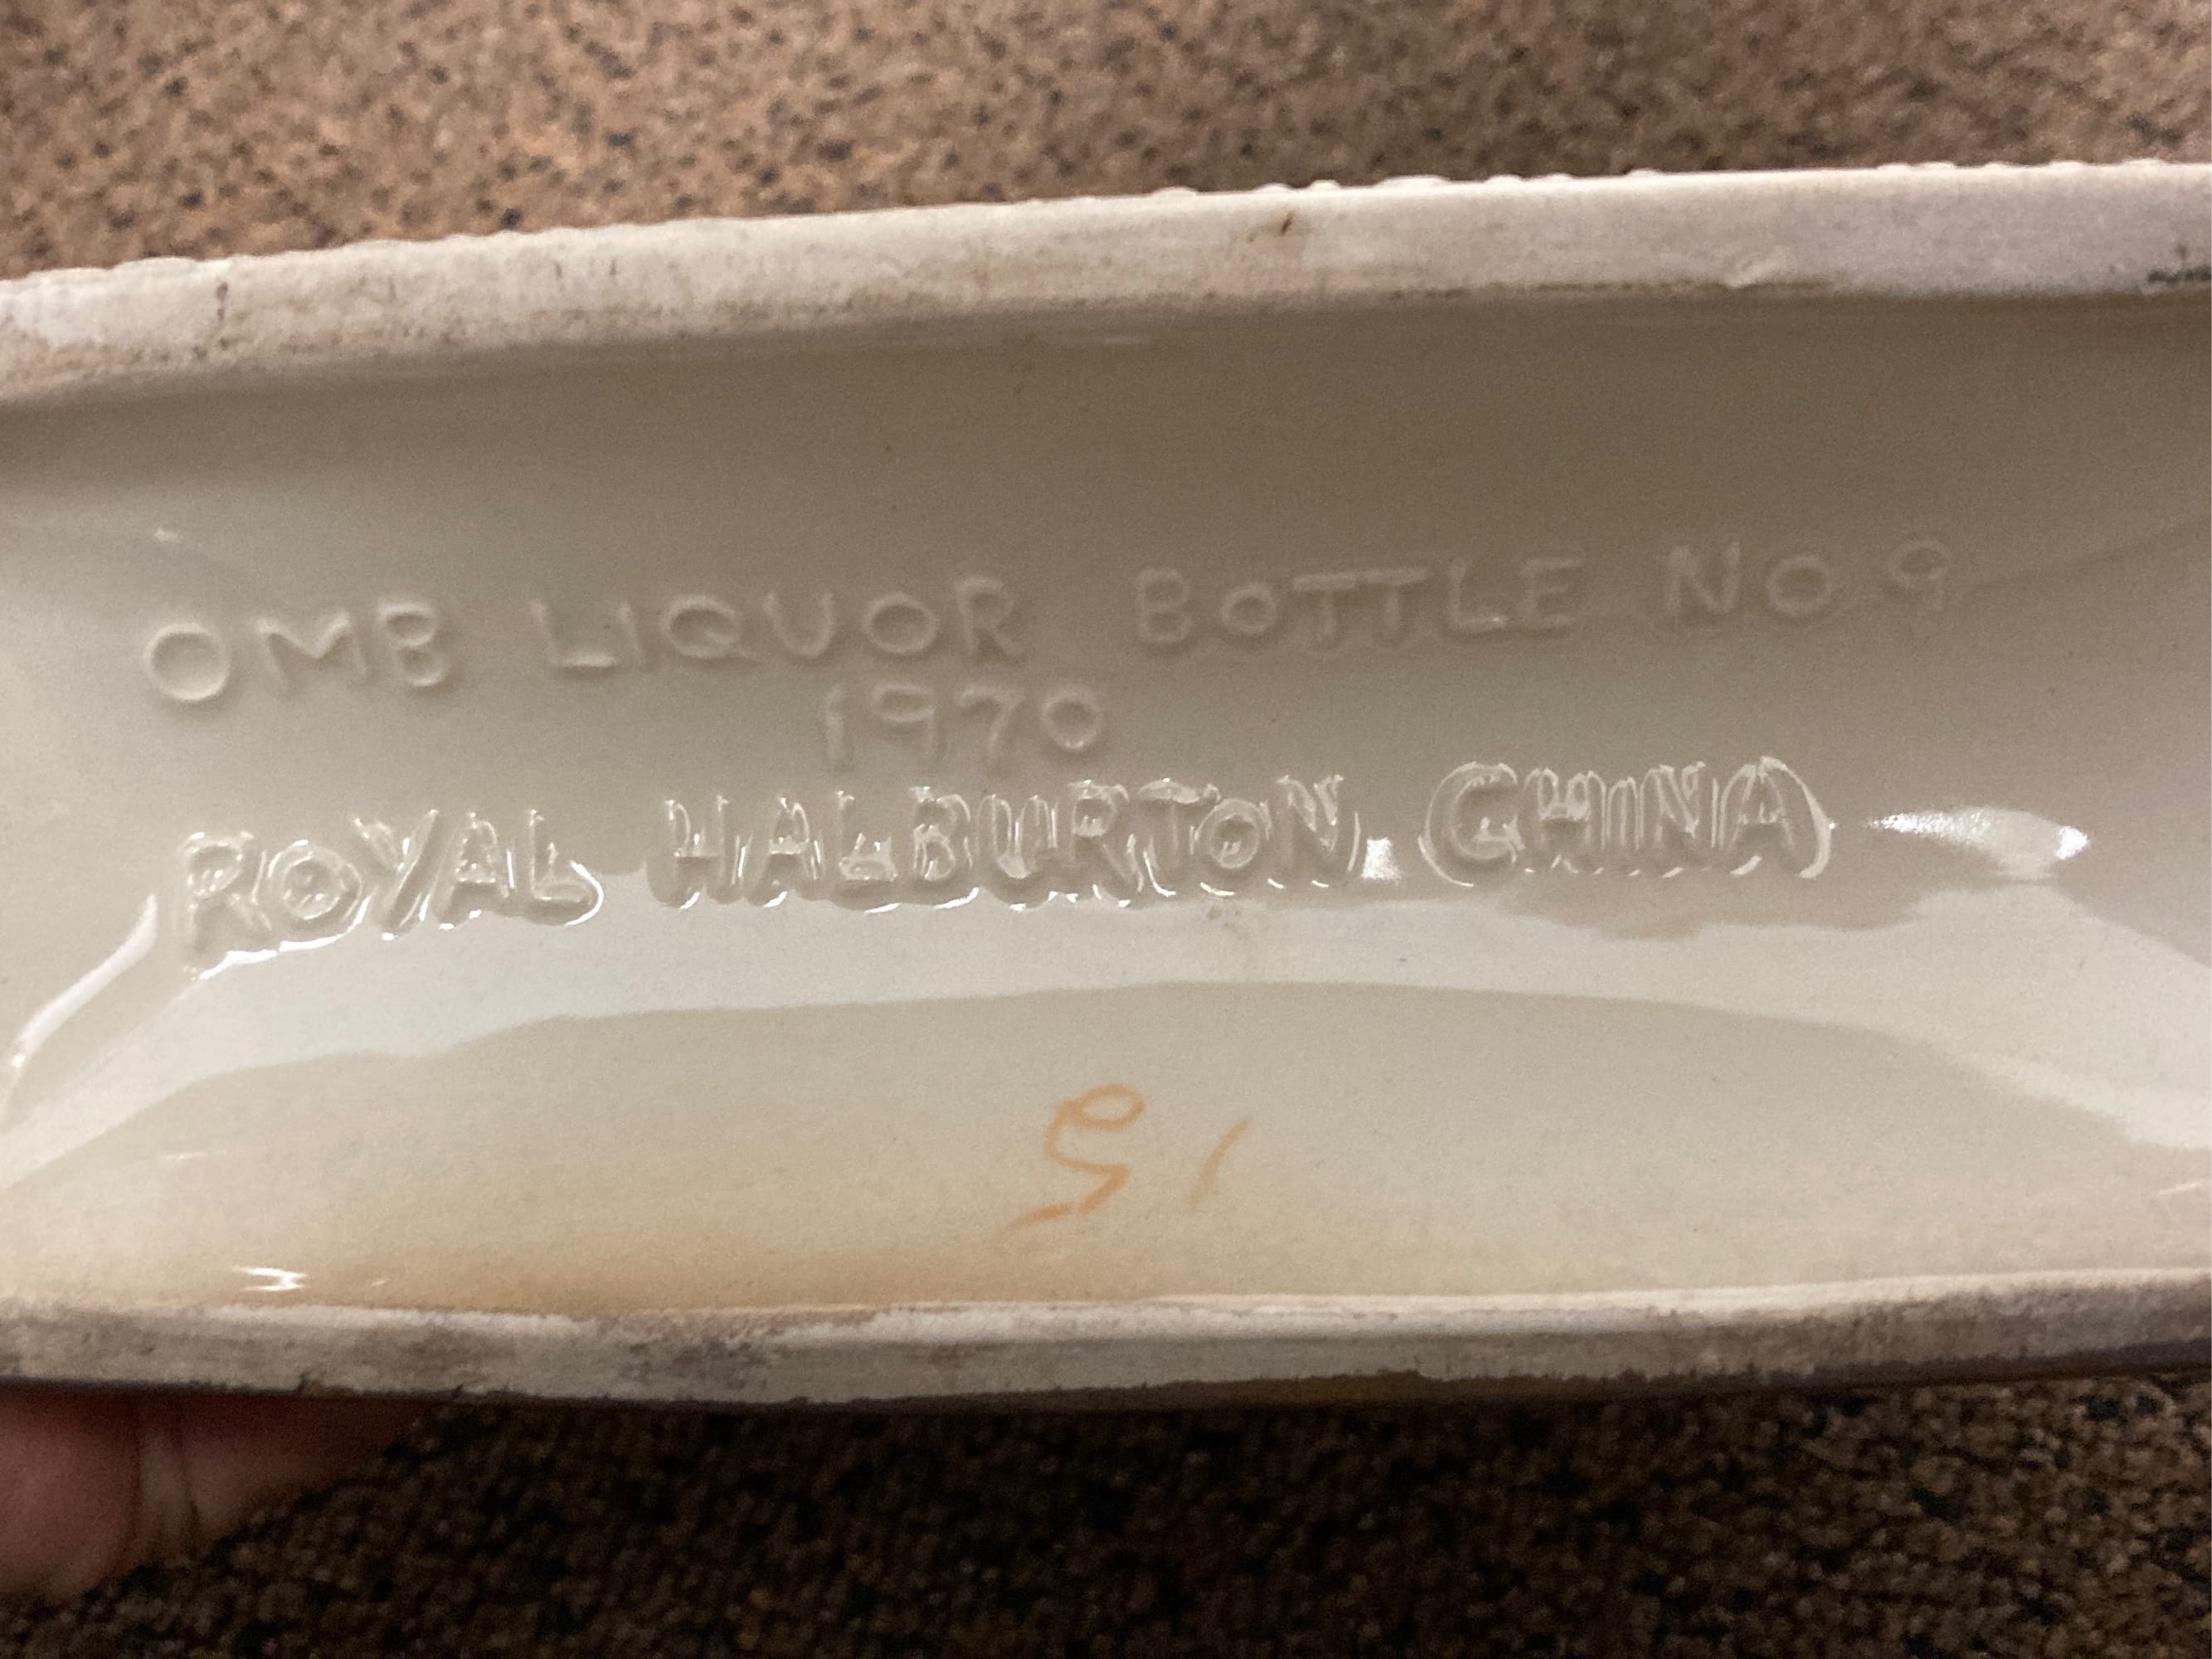 OMB LIQUOR BOTTLE NO 9
1970
ROYAL HALBURTON CHINA